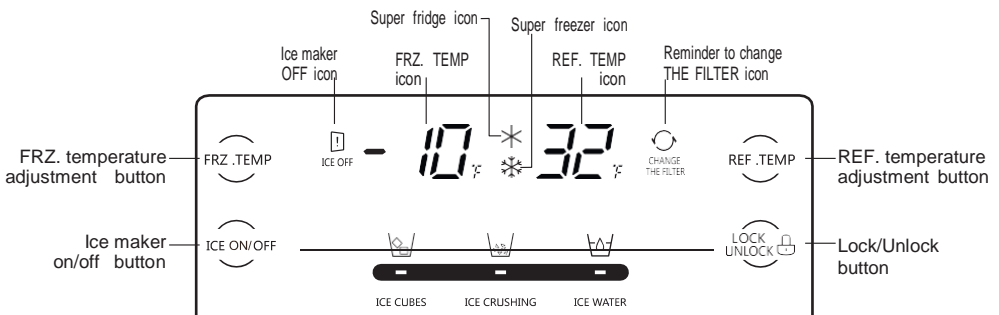 Super fridge icon
Super freezer icon
Ice maker
OFF icon
FRZ. TEMP
icon
REF. TEMP
icon
Reminder to change
THE FILTER icon
FRZ. temperature
adjustment button
FRZ .TEMP
ICE OFF
- 10 °F
32 °F
CHANGE
THE FILTER
REF .TEMP
REF. temperature
adjustment button
Ice maker
on/off button
ICE ON/OFF
LOCK
UNLOCK
Lock/Unlock
button
ICE CUBES
ICE CRUSHING
ICE WATER